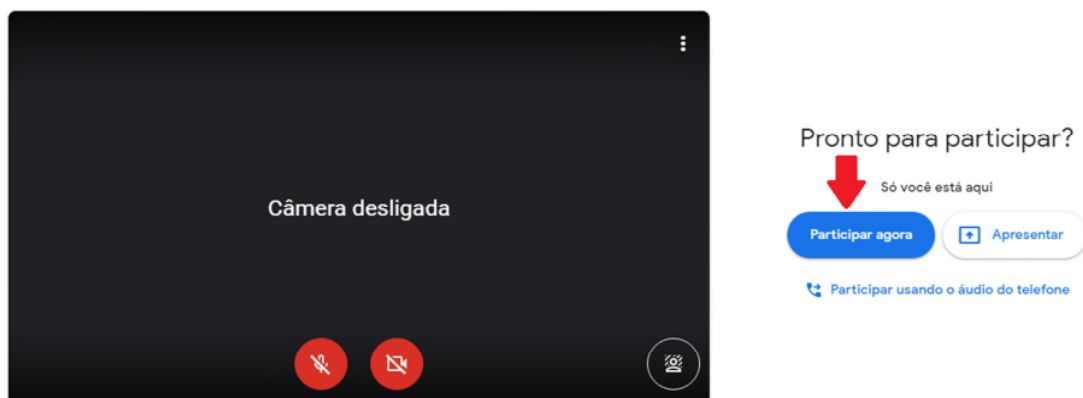 Câmera desligada
Pronto para participar?
Só você está aqui
Participar agora
Apresentar
Participar usando o áudio do telefone